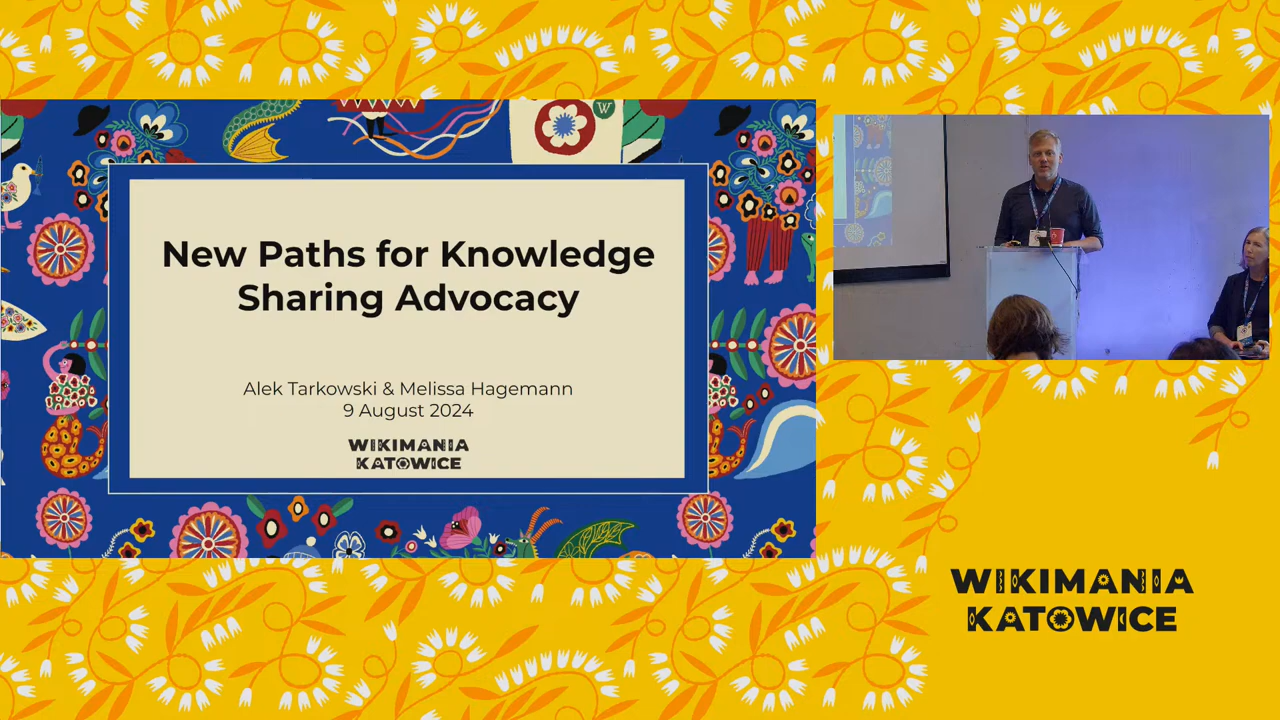 New Paths for Knowledge
Sharing Advocacy
Alek Tarkowski & Melissa Hagemann
9 August 2024
WIKIMANIA
KATOWICE
W
WIKIMANIA
KATOWICE